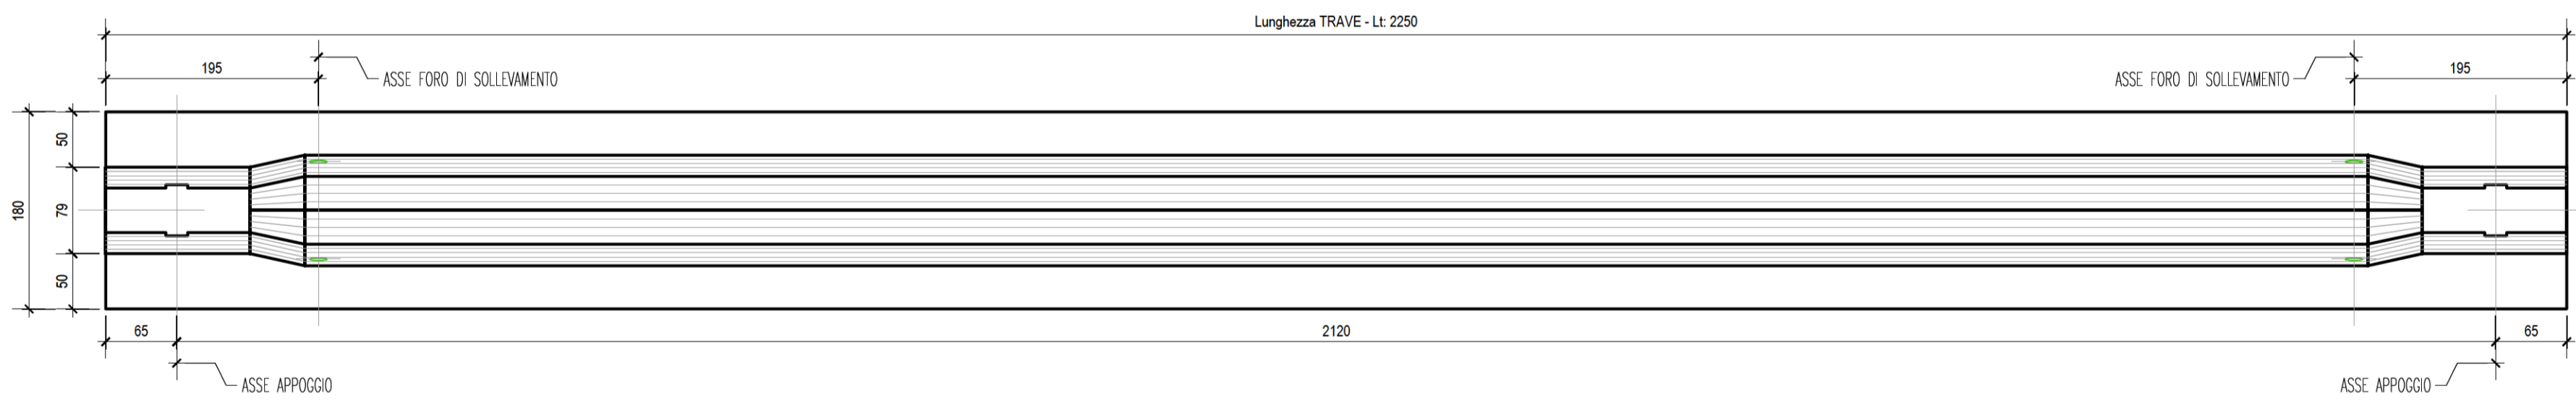 Lunghezza TRAVE - Lt: 2250
195
ASSE FORO DI SOLLEVAMENTO
ASSE FORO DI SOLLEVAMENTO
195
50
180
79
50
65
2120
65
ASSE APPOGGIO
ASSE APPOGGIO